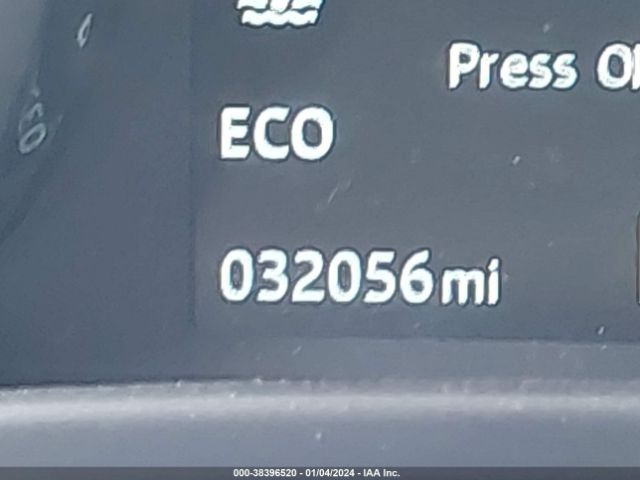 Press
ECO
032056mi
000-38396520 - 01/04/2024 - IAA Inc.